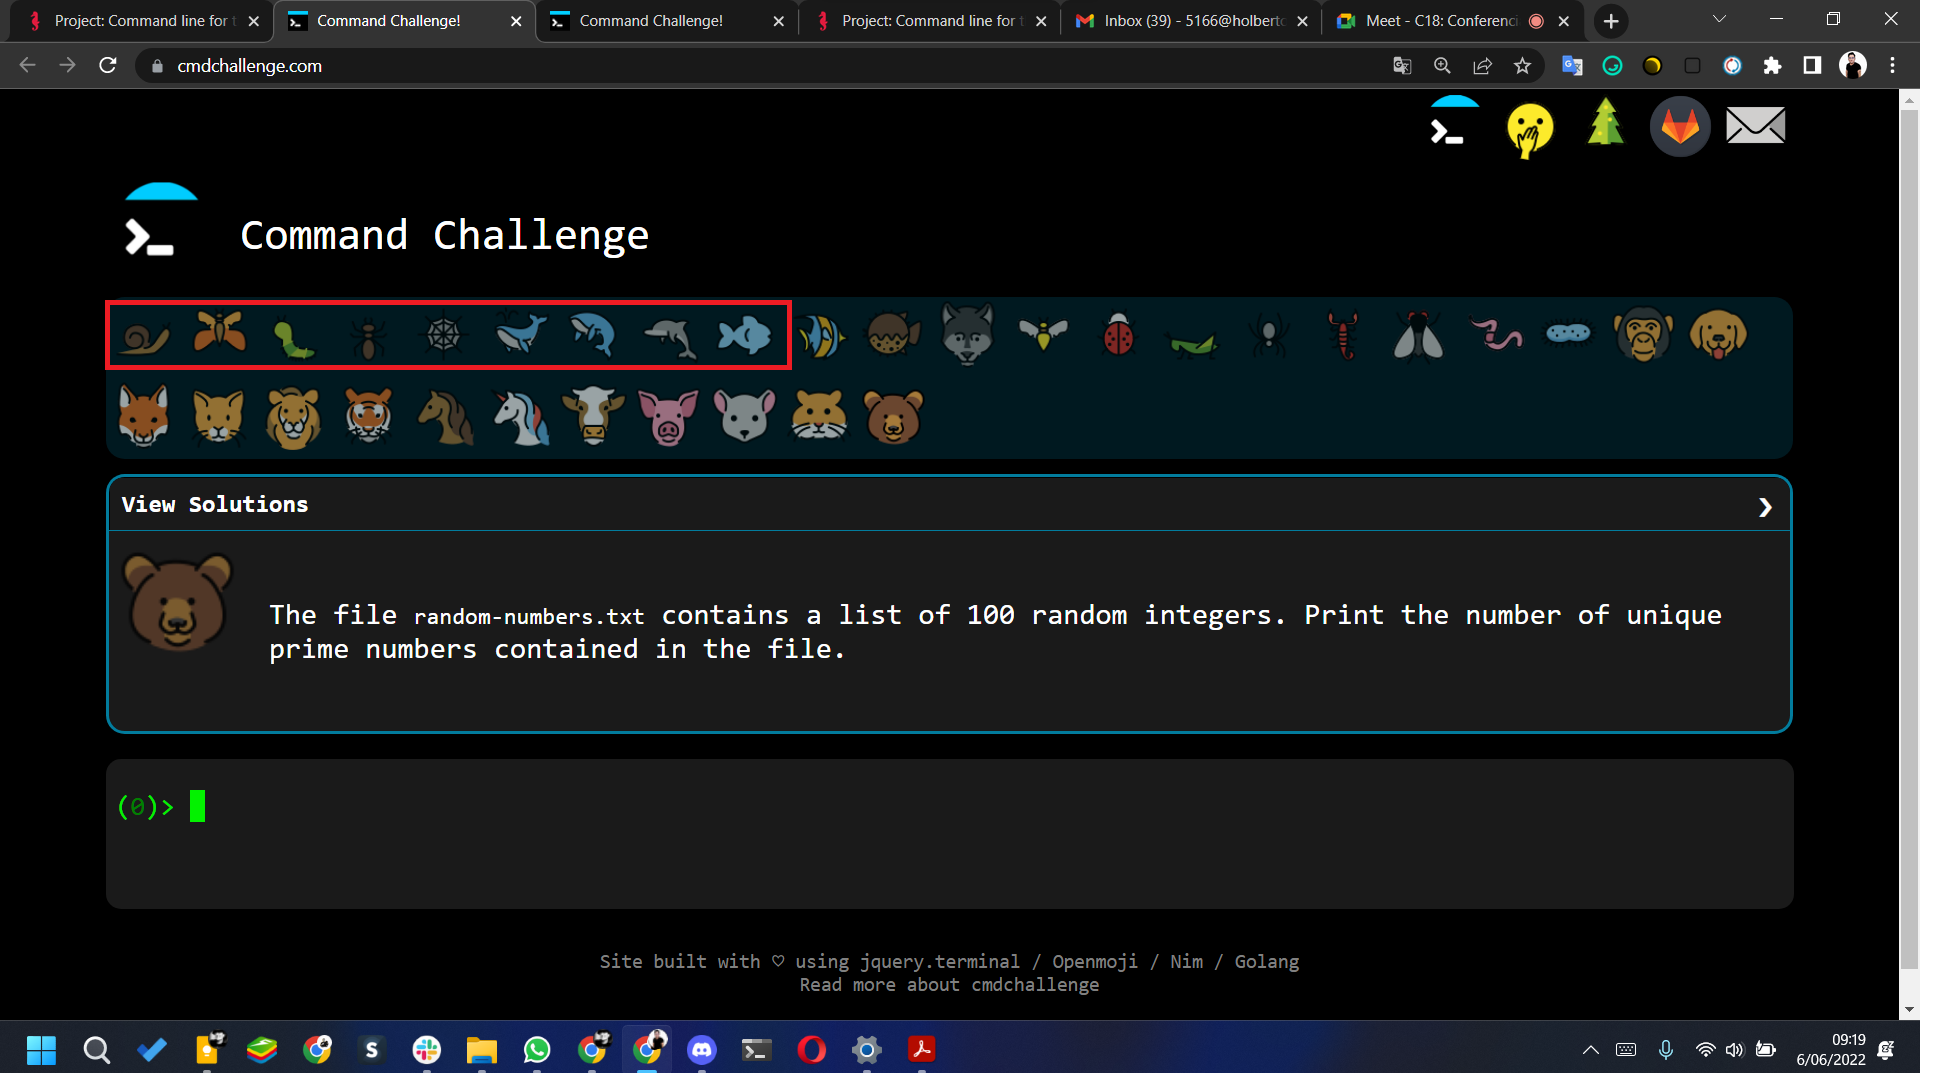 Project: Command line for t
Command Challenge!
Command Challenge!
Project: Command line for t
Inbox (39) - 5166@holberto
Meet - C18: Conferenci
cmdchallenge.com
Command Challenge
View Solutions
The file random-numbers.txt contains a list of 100 random integers. Print the number of unique
prime numbers contained in the file.
(0)>
Site built with ♡ using jquery.terminal / Openmoji / Nim / Golang
Read more about cmdchallenge
S
09:19
6/06/2022